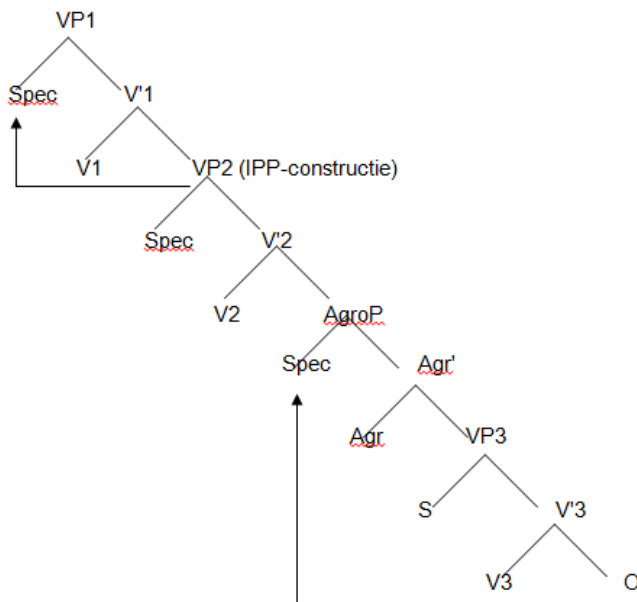 VP1
Spec V'1
V1 VP2 (IPP-constructie)
Spec V'2
V2 AgroP
Spec Agr'
Agr VP3
S V'3
V3 O